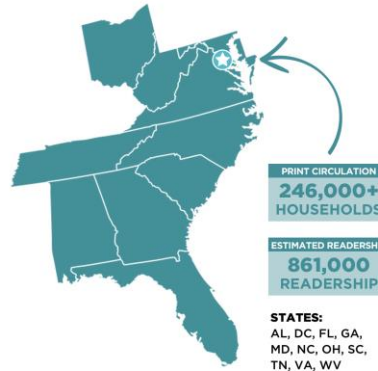 PRINT CIRCULATION
246,000+
HOUSEHOLDS
ESTIMATED READERSHIP
861,000
READERSHIP
STATES:
AL, DC, FL, GA,
MD, NC, OH, SC,
TN, VA, WV